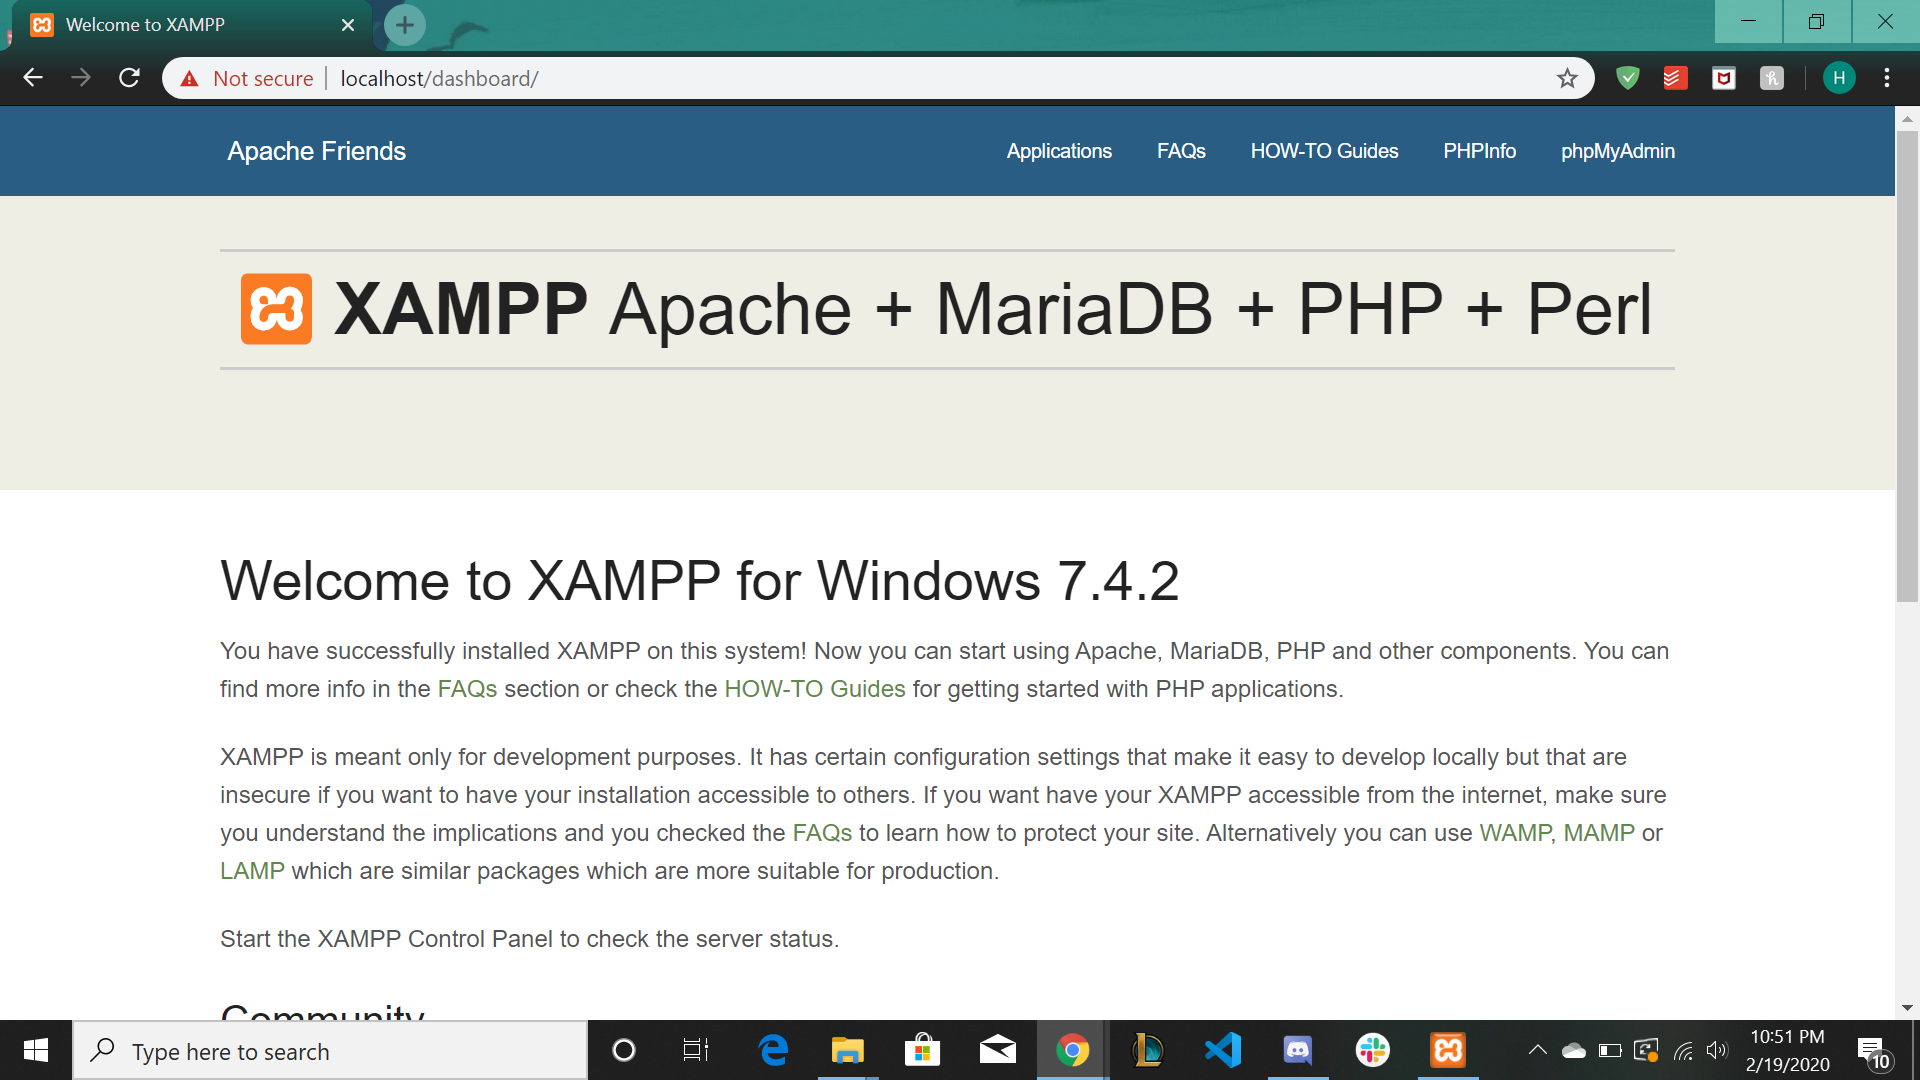 Welcome to XAMPP
Not secure localhost/dashboard/
H
Apache Friends Applications FAQs HOW-TO Guides PHPInfo phpMyAdmin
XAMPP Apache + MariaDB + PHP + Perl
Welcome to XAMPP for Windows 7.4.2
You have successfully installed XAMPP on this system! Now you can start using Apache, MariaDB, PHP and other components. You can
find more info in the FAQs section or check the HOW-TO Guides for getting started with PHP applications.
XAMPP is meant only for development purposes. It has certain configuration settings that make it easy to develop locally but that are
insecure if you want to have your installation accessible to others. If you want have your XAMPP accessible from the internet, make sure
you understand the implications and you checked the FAQs to learn how to protect your site. Alternatively you can use WAMP, MAMP or
LAMP which are similar packages which are more suitable for production.
Start the XAMPP Control Panel to check the server status.
Community
Type here to search
10:51 PM
2/19/2020
10